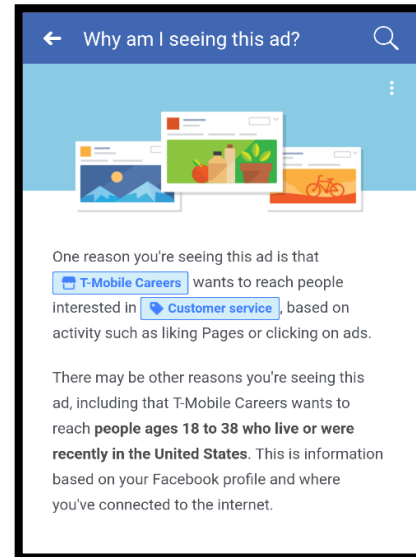 Why am I seeing this ad?
One reason you're seeing this ad is that
T-Mobile Careers wants to reach people
interested in Customer service, based on
activity such as liking Pages or clicking on ads.
There may be other reasons you're seeing this
ad, including that T-Mobile Careers wants to
reach people ages 18 to 38 who live or were
recently in the United States. This is information
based on your Facebook profile and where
you've connected to the internet.